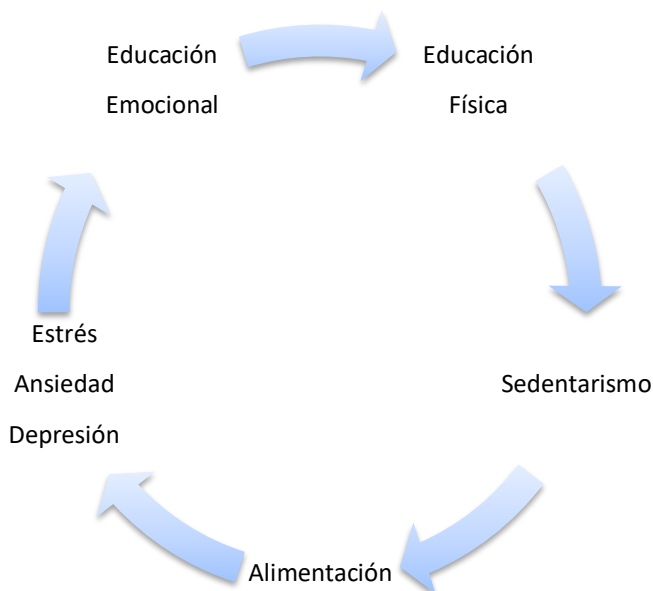 Educación
Emocional
Educación
Física
Sedentarismo
Alimentación
Estrés
Ansiedad
Depresión